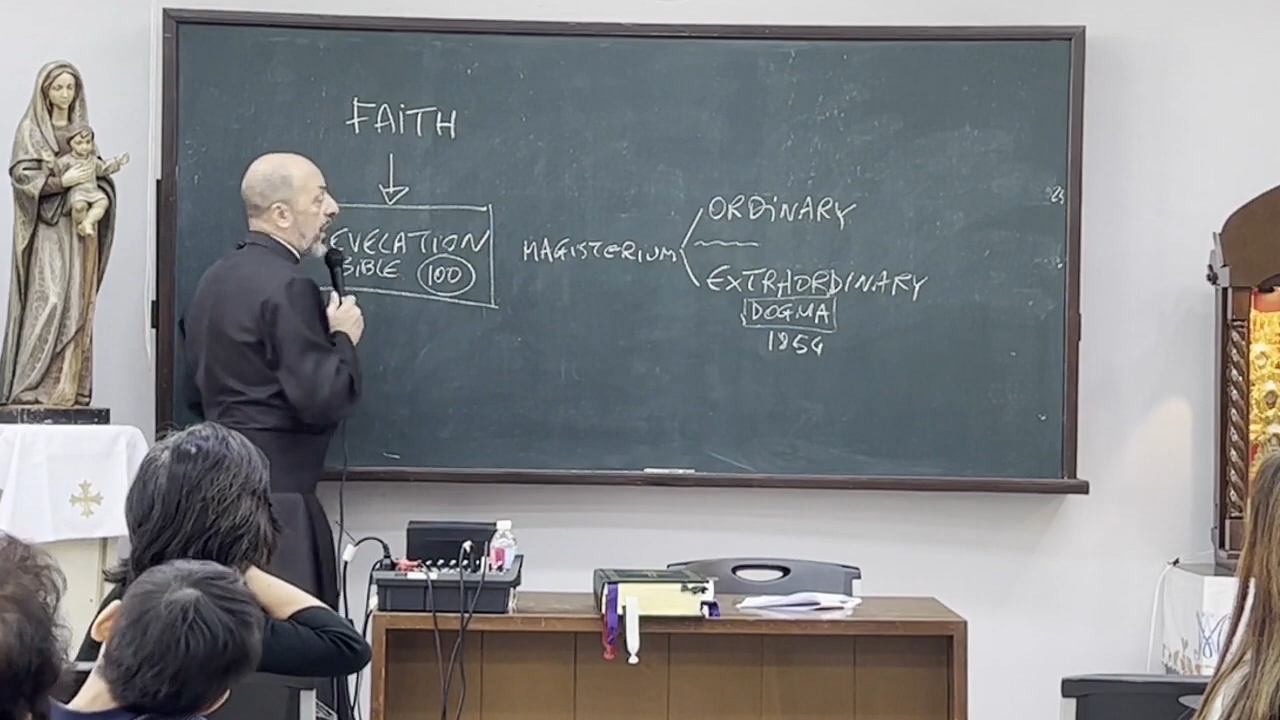 FAiTH
EVELATION
BIBLE 100
MAGISTERIUM
ORDiNARY
EXTRAORDINARY
DOGMA
1854